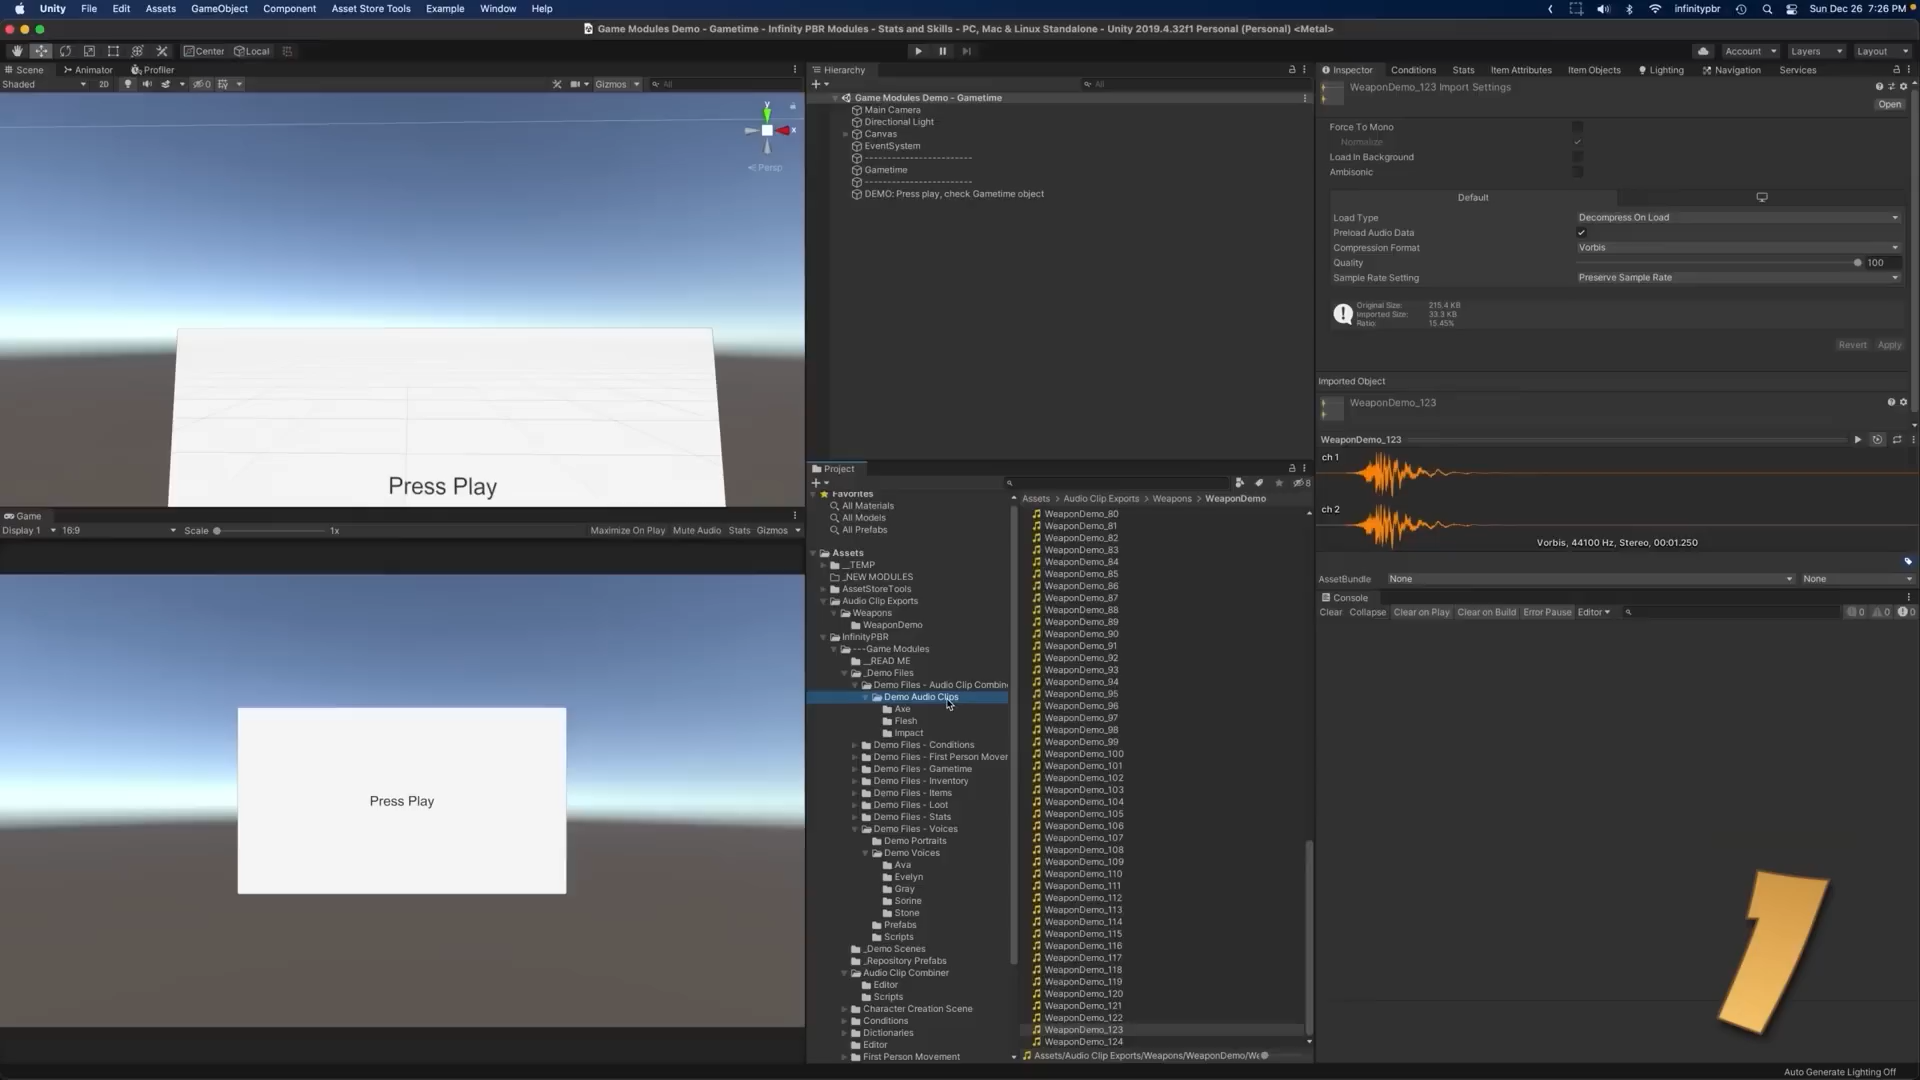 Unity File Edit Assets GameObject Component Asset Store Tools Example Window Help
infinitypbr Sun Dec 26 7:26 PM
Game Modules Demo - Gametime - Infinity PBR Modules - Stats and Skills - PC, Mac & Linux Standalone - Unity 2019.4.32f1 Personal (Personal) <Metal>
Center Local
Account Layers Layout
Scene Animator Profiler
Shaded 2D 0 Gizmos All
y
x
Persp
Press Play
Game
Display 1 16:9 Scale 1x Maximize On Play Mute Audio Stats Gizmos
Press Play
Hierarchy
All
Game Modules Demo - Gametime
Main Camera
Directional Light
Canvas
EventSystem
------------------------
Gametime
------------------------
DEMO: Press play, check Gametime object
Project
8
Favorites
All Materials
All Models
All Prefabs
Assets
__TEMP
_NEW MODULES
AssetStoreTools
Audio Clip Exports
Weapons
WeaponDemo
InfinityPBR
---Game Modules
__READ ME
_Demo Files
Demo Files - Audio Clip Combin
Demo Audio Clips
Axe
Flesh
Impact
Demo Files - Conditions
Demo Files - First Person Mover
Demo Files - Gametime
Demo Files - Inventory
Demo Files - Items
Demo Files - Loot
Demo Files - Stats
Demo Files - Voices
Demo Portraits
Demo Voices
Ava
Evelyn
Gray
Sorine
Stone
Prefabs
Scripts
_Demo Scenes
_Repository Prefabs
Audio Clip Combiner
Editor
Scripts
Character Creation Scene
Conditions
Dictionaries
Editor
First Person Movement
Assets > Audio Clip Exports > Weapons > WeaponDemo
WeaponDemo_80
WeaponDemo_81
WeaponDemo_82
WeaponDemo_83
WeaponDemo_84
WeaponDemo_85
WeaponDemo_86
WeaponDemo_87
WeaponDemo_88
WeaponDemo_89
WeaponDemo_90
WeaponDemo_91
WeaponDemo_92
WeaponDemo_93
WeaponDemo_94
WeaponDemo_95
WeaponDemo_96
WeaponDemo_97
WeaponDemo_98
WeaponDemo_99
WeaponDemo_100
WeaponDemo_101
WeaponDemo_102
WeaponDemo_103
WeaponDemo_104
WeaponDemo_105
WeaponDemo_106
WeaponDemo_107
WeaponDemo_108
WeaponDemo_109
WeaponDemo_110
WeaponDemo_111
WeaponDemo_112
WeaponDemo_113
WeaponDemo_114
WeaponDemo_115
WeaponDemo_116
WeaponDemo_117
WeaponDemo_118
WeaponDemo_119
WeaponDemo_120
WeaponDemo_121
WeaponDemo_122
WeaponDemo_123
WeaponDemo_124
Assets/Audio Clip Exports/Weapons/WeaponDemo/We
Inspector Conditions Stats Item Attributes Item Objects Lighting Navigation Services
WeaponDemo_123 Import Settings
Open
Force To Mono
Normalize
Load In Background
Ambisonic
Default
Load Type Decompress On Load
Preload Audio Data
Compression Format Vorbis
Quality 100
Sample Rate Setting Preserve Sample Rate
Original Size: 215.4 KB
Imported Size: 33.3 KB
Ratio: 15.45%
Revert Apply
Imported Object
WeaponDemo_123
WeaponDemo_123
ch 1
ch 2
Vorbis, 44100 Hz, Stereo, 00:01.250
AssetBundle None None
Console
Clear Collapse Clear on Play Clear on Build Error Pause Editor 0 0 0
1
Auto Generate Lighting Off